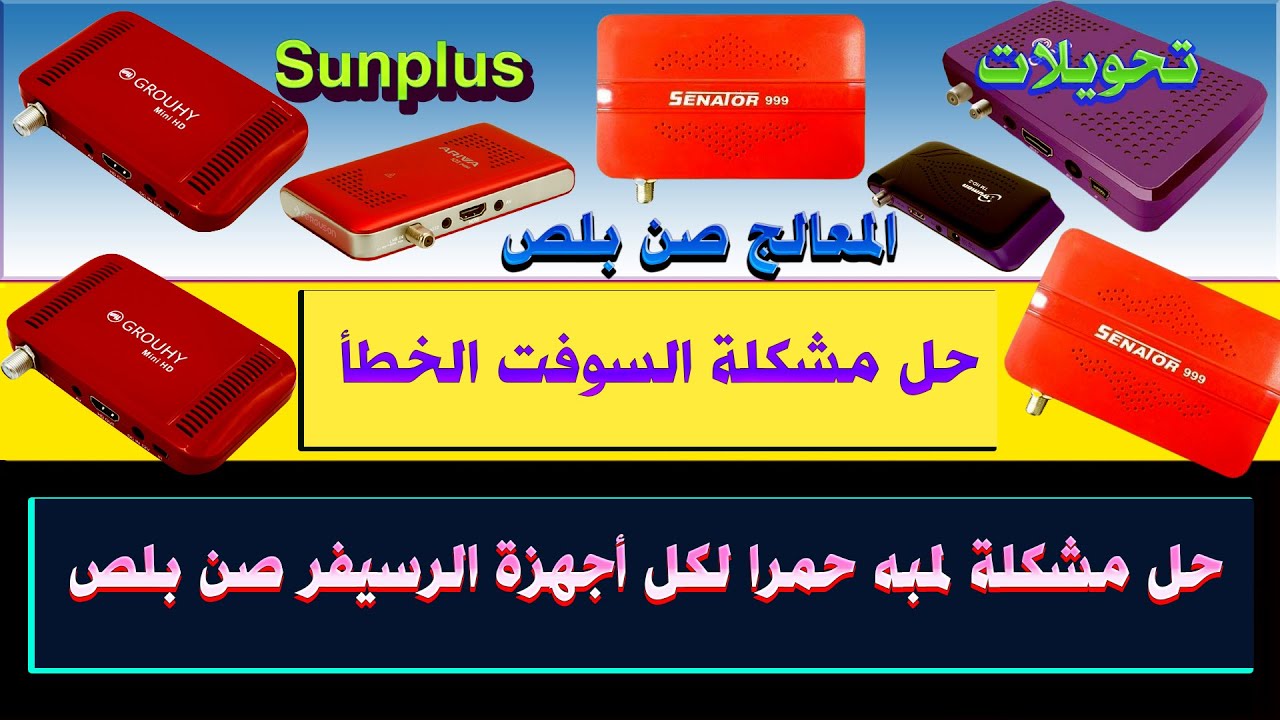 GROUHY
Mini HD
Sunplus
ARIVA
SENATOR 999
تحويلات
المعالج صن بلص
GROUHY
Mini HD
حل مشكلة السوفت الخطأ
SENATOR 999
حل مشكلة لمبه حمرا لكل أجهزة الرسيفر صن بلص